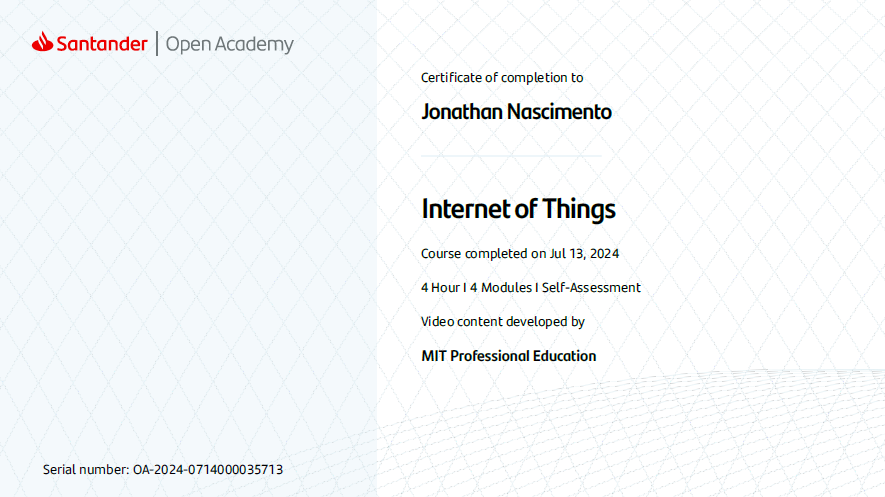 Santander | Open Academy
Certificate of completion to
Jonathan Nascimento
Internet of Things
Course completed on Jul 13, 2024
4 Hour I 4 Modules I Self-Assessment
Video content developed by
MIT Professional Education
Serial number: OA-2024-0714000035713